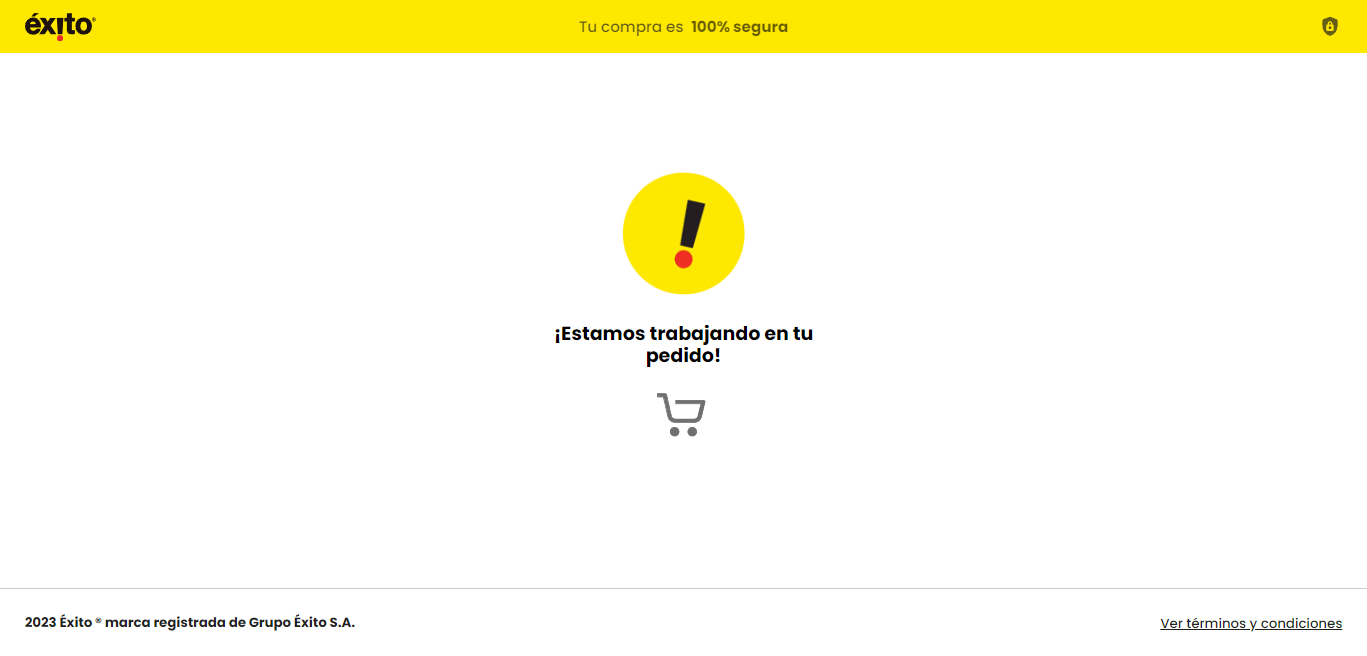 éxito®
Tu compra es 100% segura
¡Estamos trabajando en tu
pedido!
2023 Éxito ® marca registrada de Grupo Éxito S.A.
Ver términos y condiciones